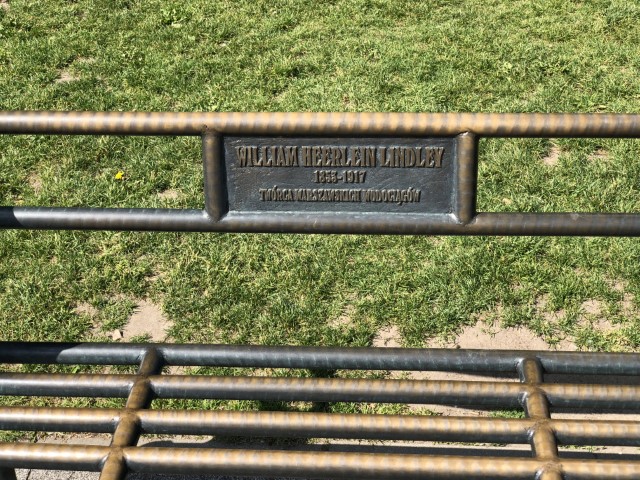 WILLIAM HEERLEIN LINDLEY
1853-1917
TWÓRCA WARSZAWSKICH WODOCIĄGÓW